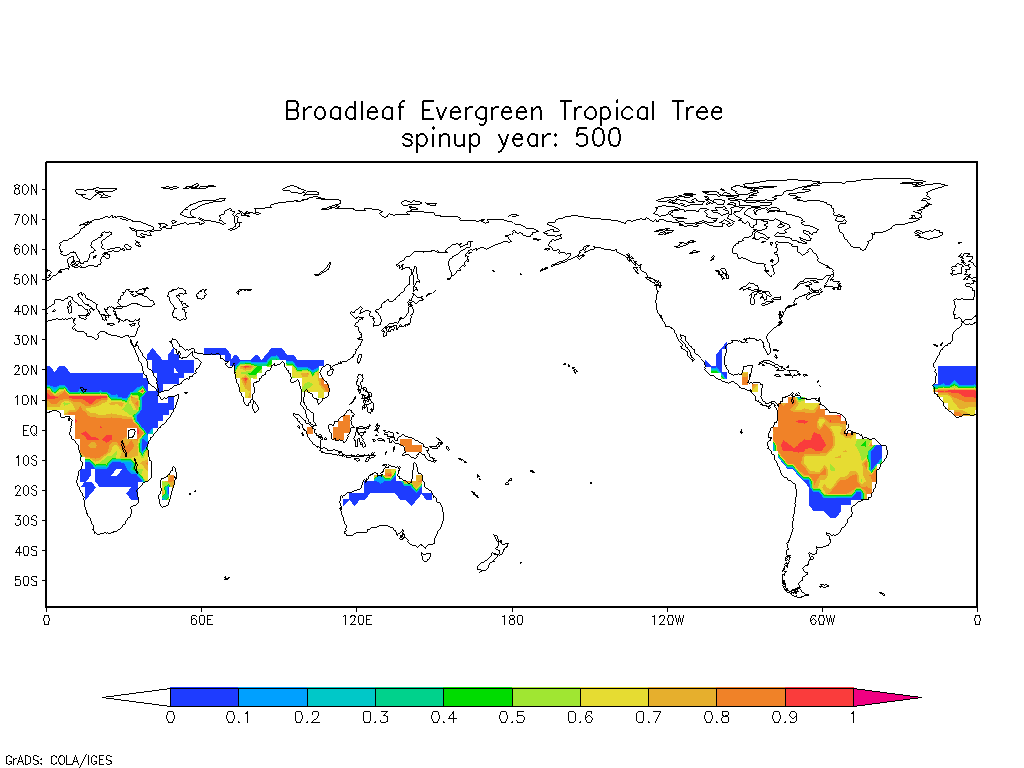 Broadleaf Evergreen Tropical Tree
spinup year: 500
80N
70N
60N
50N
40N
30N
20N
10N
EQ
10S
20S
30S
40S
50S
0 60E 120E 180 120W 60W 0
0 0.1 0.2 0.3 0.4 0.5 0.6 0.7 0.8 0.9 1
GrADS: COLA/IGES